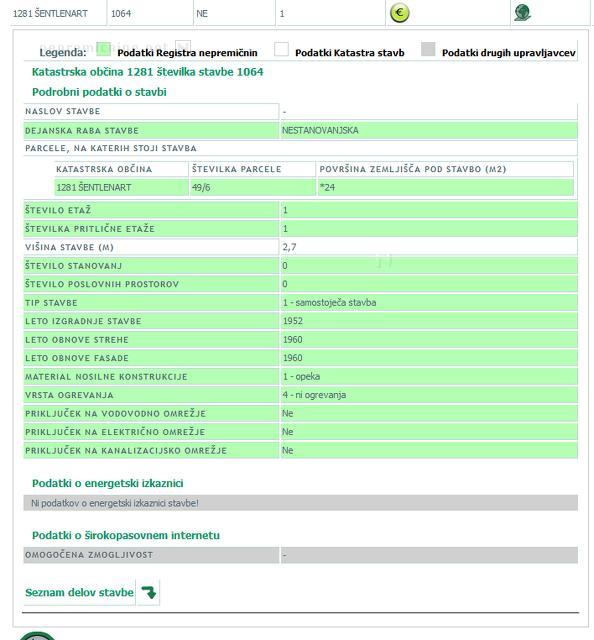 1281 ŠENTLENART 1064 NE 1
Legenda: Podatki Registra nepremičnin Podatki Katastra stavb Podatki drugih upravljavcev
Katastrska občina 1281 številka stavbe 1064
Podrobni podatki o stavbi
NASLOV STAVBE -
DEJANSKA RABA STAVBE NESTANOVANJSKA
PARCELE, NA KATERIH STOJI STAVBA
KATASTRSKA OBČINA ŠTEVILKA PARCELE POVRŠINA ZEMLJIŠČA POD STAVBO (M2)
1281 ŠENTLENART 49/6 *24
ŠTEVILO ETAŽ 1
ŠTEVILKA PRITLIČNE ETAŽE 1
VIŠINA STAVBE (M) 2,7
ŠTEVILO STANOVANJ 0
ŠTEVILO POSLOVNIH PROSTOROV 0
TIP STAVBE 1 - samostoječa stavba
LETO IZGRADNJE STAVBE 1952
LETO OBNOVE STREHE 1960
LETO OBNOVE FASADE 1960
MATERIAL NOSILNE KONSTRUKCIJE 1 - opeka
VRSTA OGREVANJA 4 - ni ogrevanja
PRIKLJUČEK NA VODOVODNO OMREŽJE Ne
PRIKLJUČEK NA ELEKTRIČNO OMREŽJE Ne
PRIKLJUČEK NA KANALIZACIJSKO OMREŽJE Ne
Podatki o energetski izkaznici
Ni podatkov o energetski izkaznici stavbe!
Podatki o širokopasovnem internetu
OMOGOČENA ZMOGLJIVOST -
Seznam delov stavbe